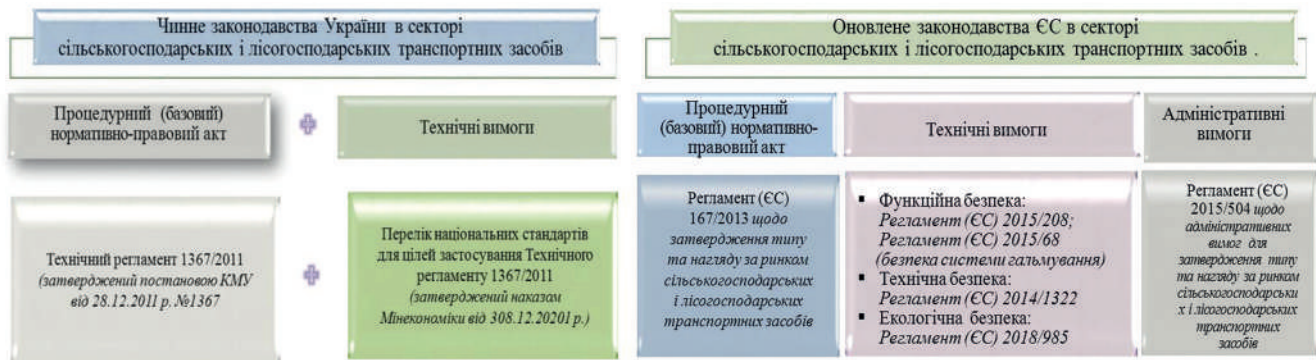 Чинне законодавства України в секторі
сільськогосподарських і лісогосподарських транспортних засобів
Процедурний (базовий)
нормативно-правовий акт
Технічні вимоги
Технічний регламент 1367/2011
(затверджений постановою КМУ
від 28.12.2011 р. №1367
Перелік національних стандартів
для цілей застосування Технічного
регламенту 1367/2011
(затверджений наказам
Мінекономіки від 308.12.20201 р.)
Оновлене законодавства ЄС в секторі
сільськогосподарських і лісогосподарських транспортних засобів .
Процедурний
(базовий) нормативно-
правовий акт
Технічні вимоги
Адміністративні
вимоги
Регламент (ЄС)
167/2013 щодо
затвердження типу
та нагляду за ринком
сільськогосподарських
і лісогосподарських
транспортних засобів
▪ Функційна безпека:
Регламент (ЄС) 2015/208;
Регламент (ЄС) 2015/68
(безпека системи гальмування)
▪ Технічна безпека:
Регламент (ЄС) 2014/1322
▪ Екологічна безпека:
Регламент (ЄС) 2018/985
Регламент (ЄС)
2015/504 щодо
адміністративних
вимог для
затвердження типу
та нагляду за ринком
сільськогосподарськи
х і лісогосподарських
транспортних
засобів